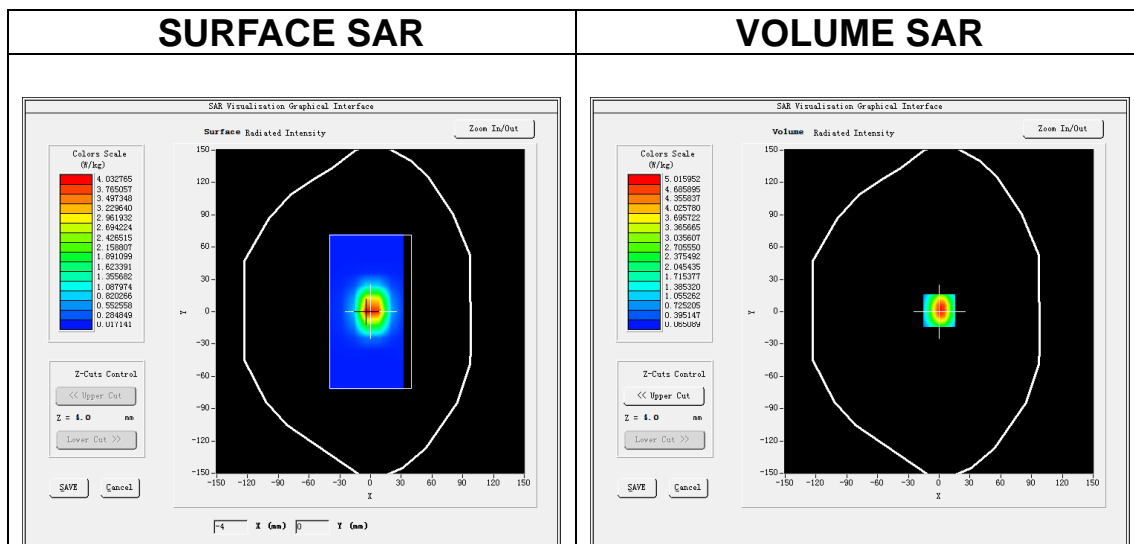 SURFACE SAR
VOLUME SAR
SAR Visualisation Graphical Interface
Surface Radiated Intensity
Zoom In/Out
Colors Scale
(W/kg)
4.032765
3.765057
3.497348
3.229640
2.961932
2.694224
2.426515
2.158807
1.891099
1.623391
1.355682
1.087974
0.820266
0.552558
0.284849
0.017141
150
120
90
60
30
0
-30
-60
-90
-120
-150
Y
-150
-120
-90
-60
-30
0
30
60
90
120
150
X
Z-Cuts Control
<< Upper Cut
Z = 4.0 mm
Lower Cut >>
SAVE
Cancel
-4 X (mm) 0 Y (mm)
SAR Visualisation Graphical Interface
Volume Radiated Intensity
Zoom In/Out
Colors Scale
(W/kg)
5.015952
4.685895
4.355837
4.025780
3.695722
3.365665
3.035607
2.705550
2.375492
2.045435
1.715377
1.385320
1.055262
0.725205
0.395147
0.065089
150
120
90
60
30
0
-30
-60
-90
-120
-150
Y
-150
-120
-90
-60
-30
0
30
60
90
120
150
X
Z-Cuts Control
<< Upper Cut
Z = 4.0 mm
Lower Cut >>
SAVE
Cancel